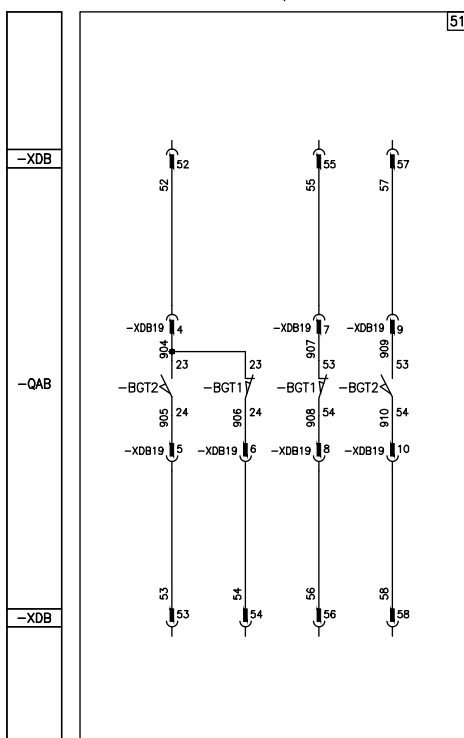 51
-XDB
52 55 57
52 55 57
-XDB19 4 -XDB19 7 -XDB19 9
904 907 909
23 23 53 53
-QAB
-BGT2 -BGT1 -BGT1 -BGT2
905 24 906 24 908 54 910 54
-XDB19 5 -XDB19 6 -XDB19 8 -XDB19 10
53 54 56 58
-XDB
53 54 56 58